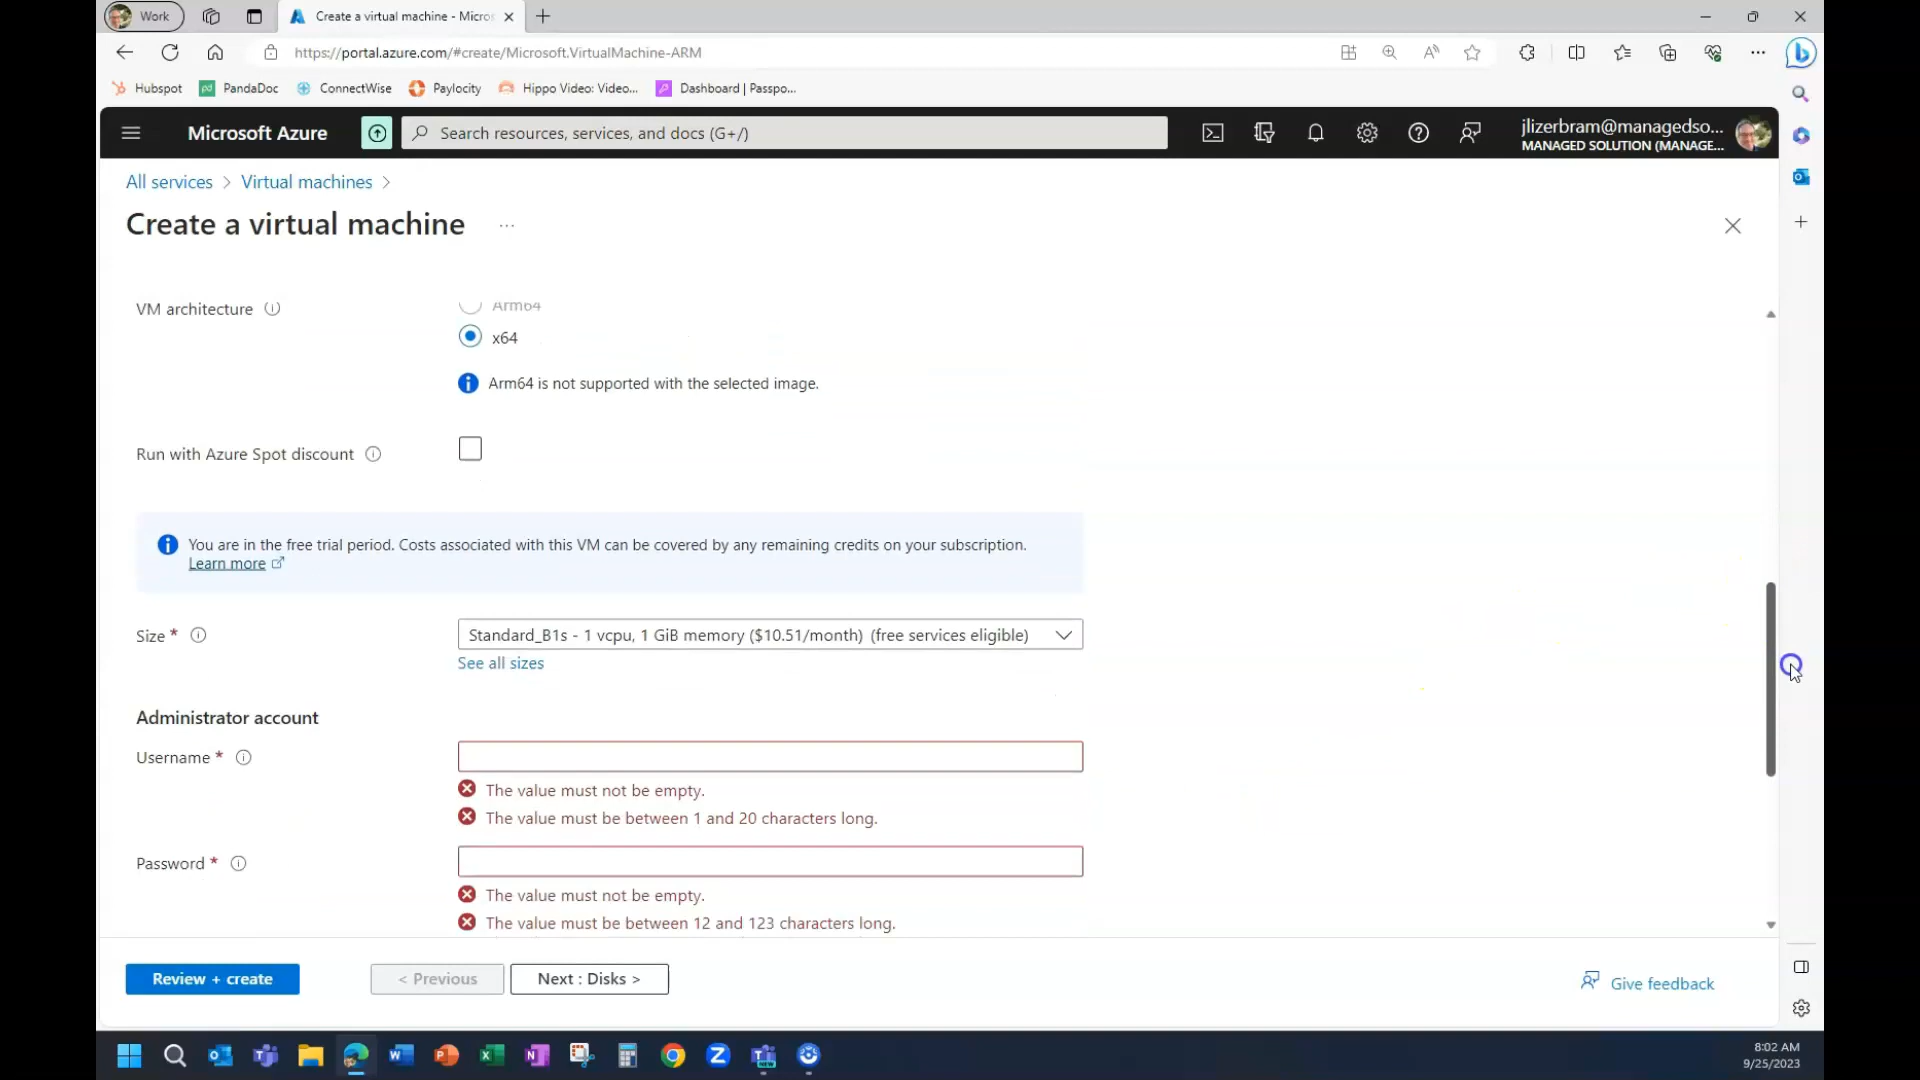 Work
Create a virtual machine - Micros
https://portal.azure.com/#create/Microsoft.VirtualMachine-ARM
Hubspot
PandaDoc
ConnectWise
Paylocity
Hippo Video: Video...
Dashboard | Passpo...
Microsoft Azure
Search resources, services, and docs (G+/)
jlizerbram@managedso...
MANAGED SOLUTION (MANAGE...
All services > Virtual machines >
Create a virtual machine ...
VM architecture
Arm64
x64
Arm64 is not supported with the selected image.
Run with Azure Spot discount
You are in the free trial period. Costs associated with this VM can be covered by any remaining credits on your subscription.
Learn more
Size *
Standard_B1s - 1 vcpu, 1 GiB memory ($10.51/month) (free services eligible)
See all sizes
Administrator account
Username *
The value must not be empty.
The value must be between 1 and 20 characters long.
Password *
The value must not be empty.
The value must be between 12 and 123 characters long.
Review + create
< Previous
Next : Disks >
Give feedback
8:02 AM
9/25/2023